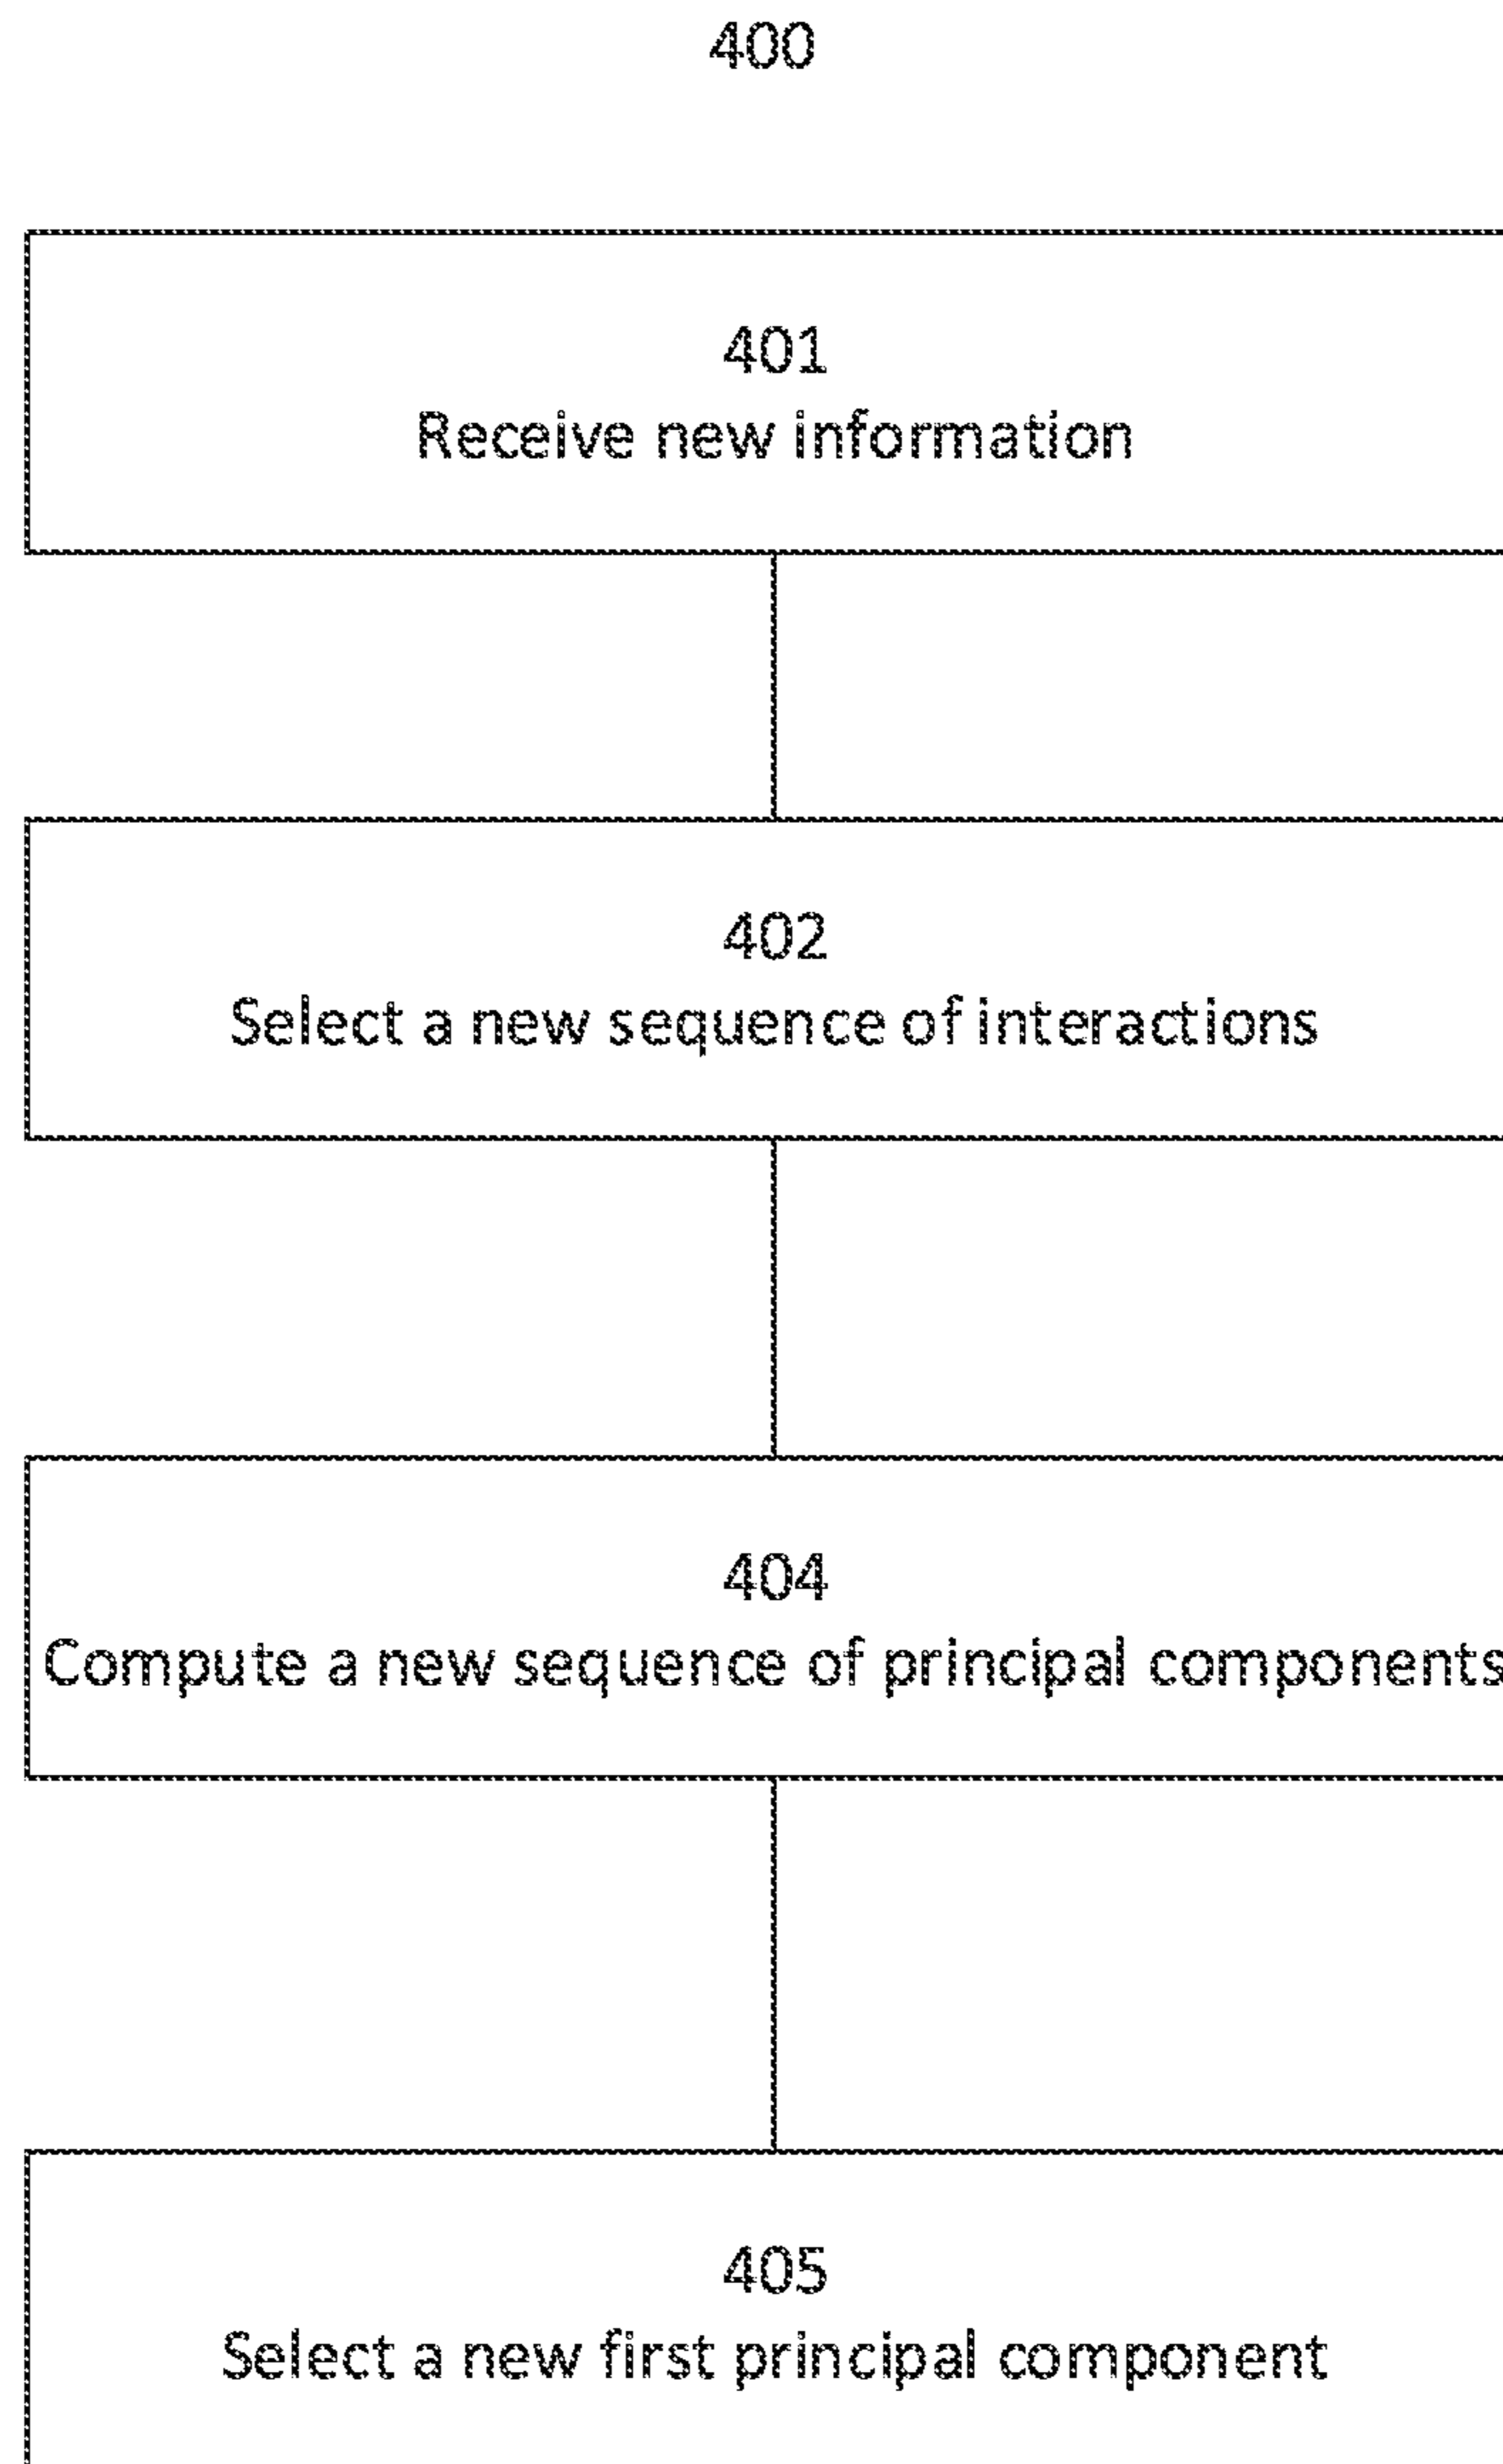 400
401
Receive new information
402
Select a new sequence of interactions
404
Compute a new sequence of principal components
405
Select a new first principal component